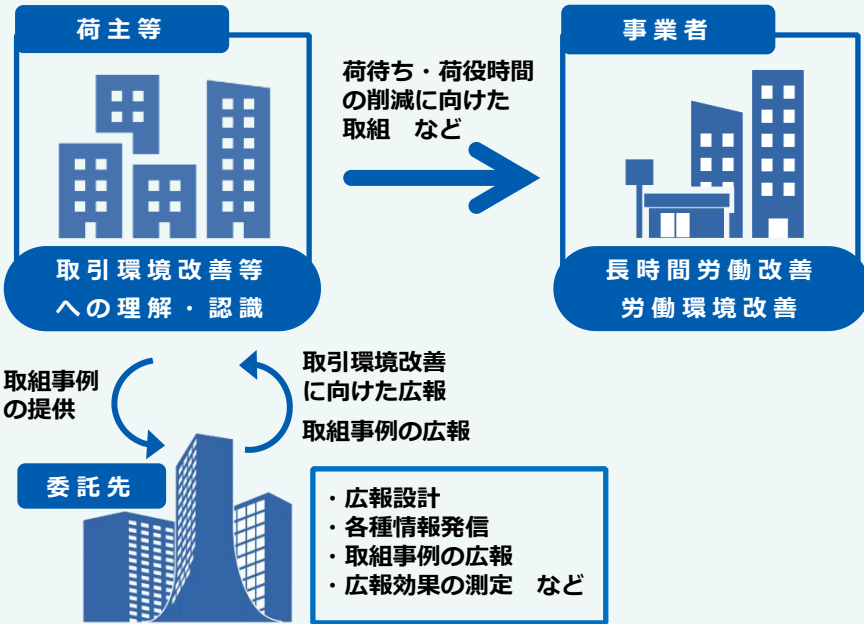 荷主等
事業者
荷待ち・荷役時間
の削減に向けた
取組　など
取引環境改善等
への理解・認識
長時間労働改善
労働環境改善
取組事例
の提供
取引環境改善
に向けた広報
取組事例の広報
委託先
・広報設計
・各種情報発信
・取組事例の広報
・広報効果の測定　など